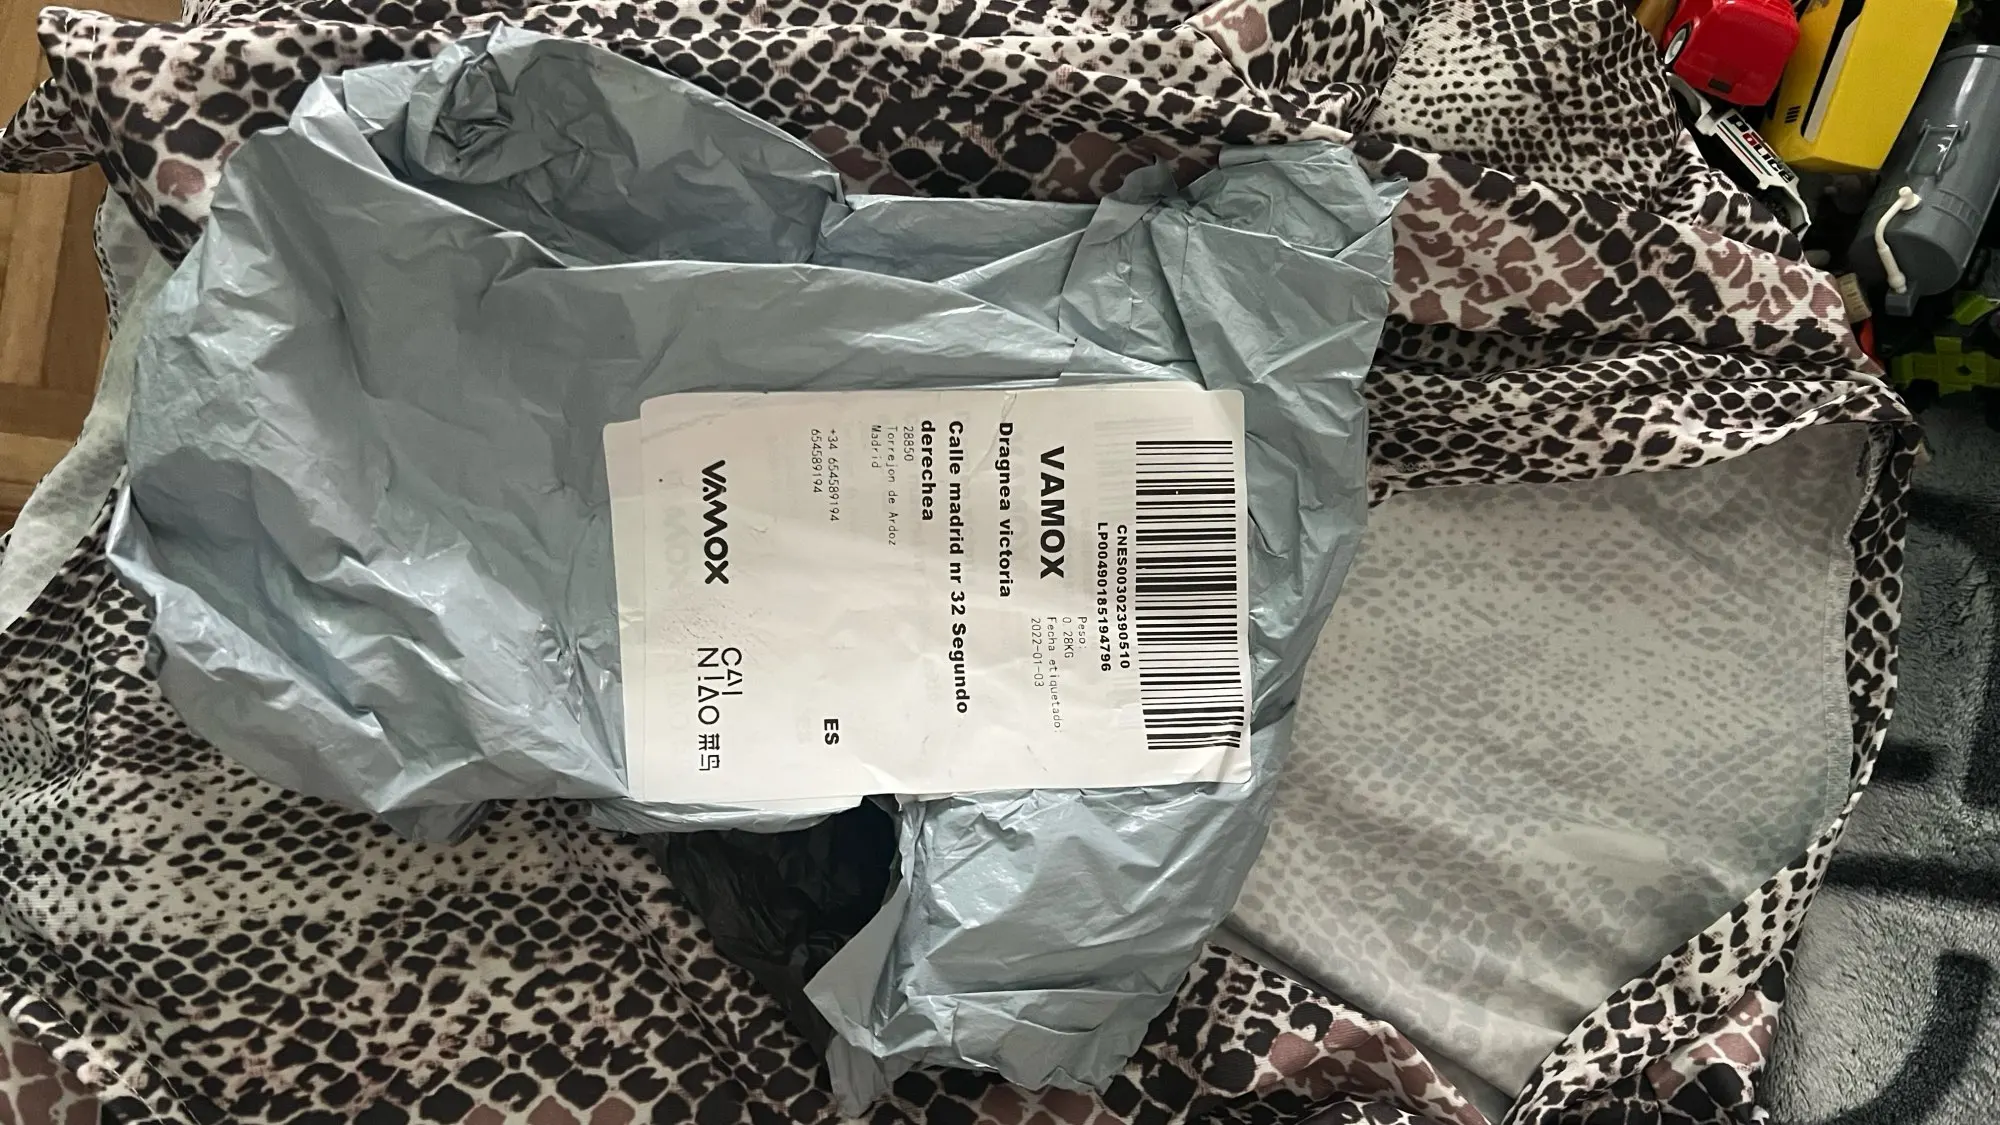 CNES00302390510
LP00490185194796
VAMOX
Peso:
0.28KG
Fecha etiquetado:
2022-01-03
Dragnea victoria
Calle madrid nr 32 Segundo
derechea
28850
Torrejon de Ardoz
Madrid
+34 654589194
654589194
ES
VAMOX
CAI
NIAO 菜鸟